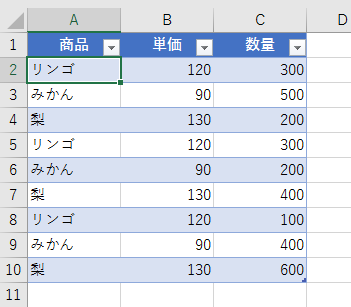 A B C D
1 商品 単価 数量
2 リンゴ 120 300
3 みかん 90 500
4 梨 130 200
5 リンゴ 120 300
6 みかん 90 200
7 梨 130 400
8 リンゴ 120 100
9 みかん 90 400
10 梨 130 600
11